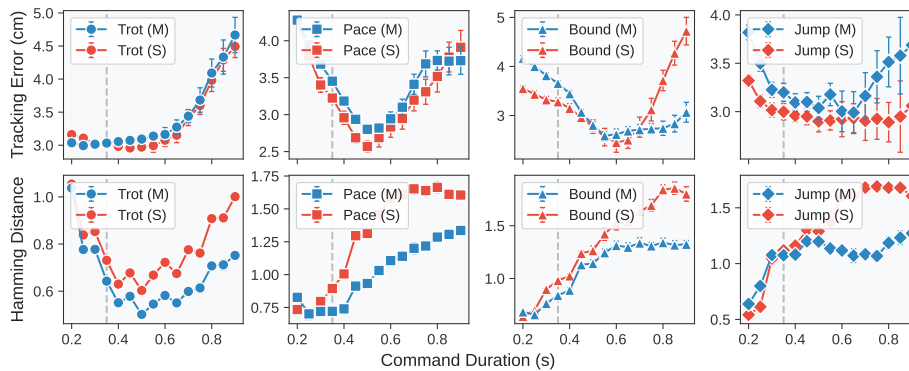 Tracking Error (cm)
5.0
4.5
4.0
3.5
3.0
Trot (M)
Trot (S)
4.0
3.5
3.0
2.5
Pace (M)
Pace (S)
5
4
3
Bound (M)
Bound (S)
4.0
3.5
3.0
Jump (M)
Jump (S)
Hamming Distance
1.0
0.8
0.6
Trot (M)
Trot (S)
0.2 0.4 0.6 0.8
1.75
1.50
1.25
1.00
0.75
Pace (M)
Pace (S)
0.2 0.4 0.6 0.8
1.5
1.0
Bound (M)
Bound (S)
0.2 0.4 0.6 0.8
1.5
1.0
0.5
Jump (M)
Jump (S)
0.2 0.4 0.6 0.8
Command Duration (s)